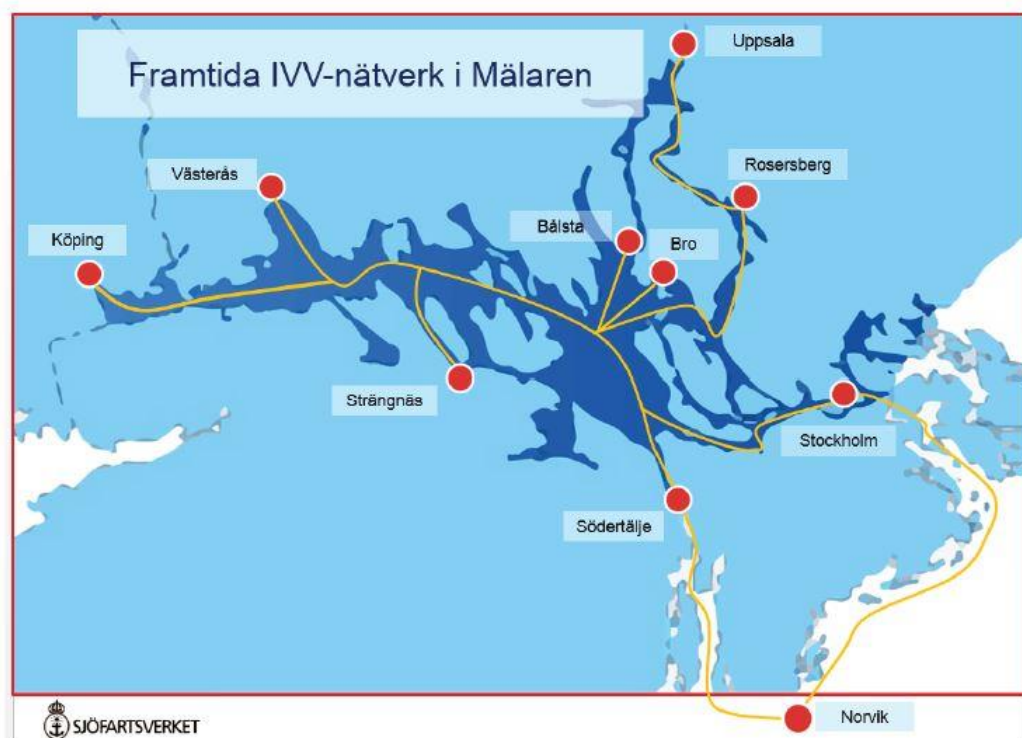 Framtida IVV-nätverk i Mälaren
Uppsala
Västerås
Rosersberg
Bålsta
Bro
Köping
Strängnäs
Stockholm
Södertälje
Norvik
SJÖFARTSVERKET